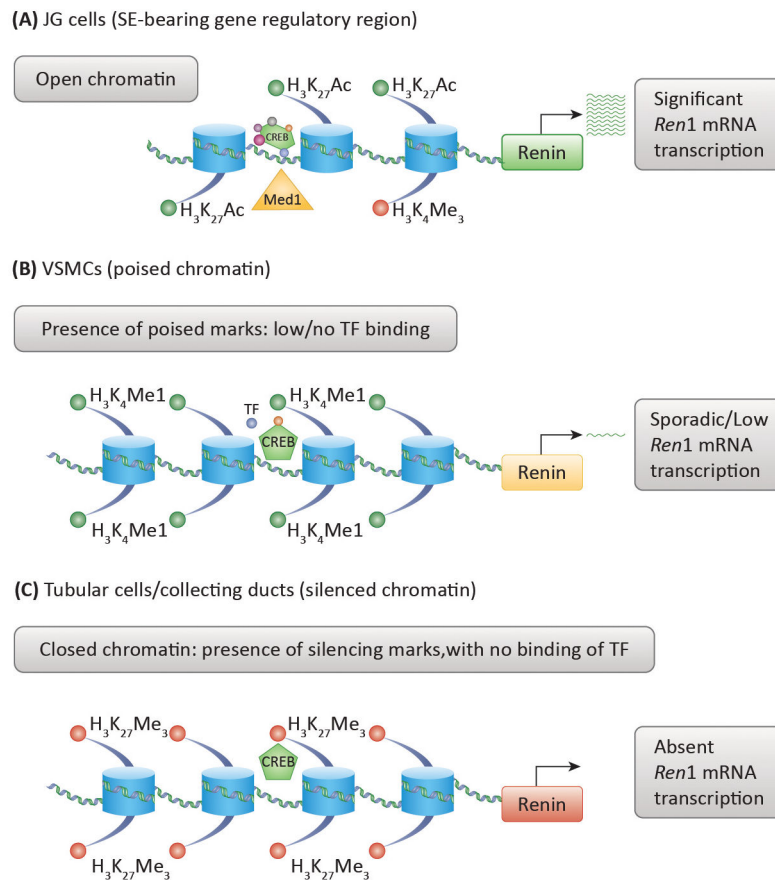 (A) JG cells (SE-bearing gene regulatory region)
Open chromatin
H₃K₂₇Ac
H₃K₂₇Ac
CREB
Renin
Significant
Ren1 mRNA
transcription
H₃K₂₇Ac
Med1
H₃K₄Me₃
(B) VSMCs (poised chromatin)
Presence of poised marks: low/no TF binding
H₃K₄Me1
TF
H₃K₄Me1
CREB
Renin
Sporadic/Low
Ren1 mRNA
transcription
H₃K₄Me1
H₃K₄Me1
(C) Tubular cells/collecting ducts (silenced chromatin)
Closed chromatin: presence of silencing marks,with no binding of TF
H₃K₂₇Me₃
H₃K₂₇Me₃
CREB
Renin
Absent
Ren1 mRNA
transcription
H₃K₂₇Me₃
H₃K₂₇Me₃